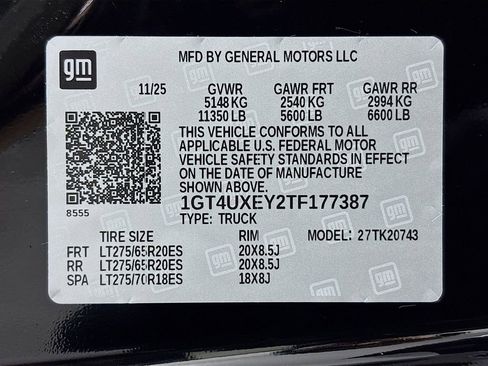 gm
MFD BY GENERAL MOTORS LLC
11/25 GVWR GAWR FRT GAWR RR
5148 KG 2540 KG 2994 KG
11350 LB 5600 LB 6600 LB
THIS VEHICLE CONFORMS TO ALL
APPLICABLE U.S. FEDERAL MOTOR
VEHICLE SAFETY STANDARDS IN EFFECT
ON THE DATE OF MANUFACTURE
SHOWN ABOVE.
8555 1GT4UXEY2TF177387
TYPE: TRUCK
TIRE SIZE RIM MODEL: 27TK20743
FRT LT275/65R20ES 20X8.5J
RR LT275/65R20ES 20X8.5J
SPA LT275/70R18ES 18X8J